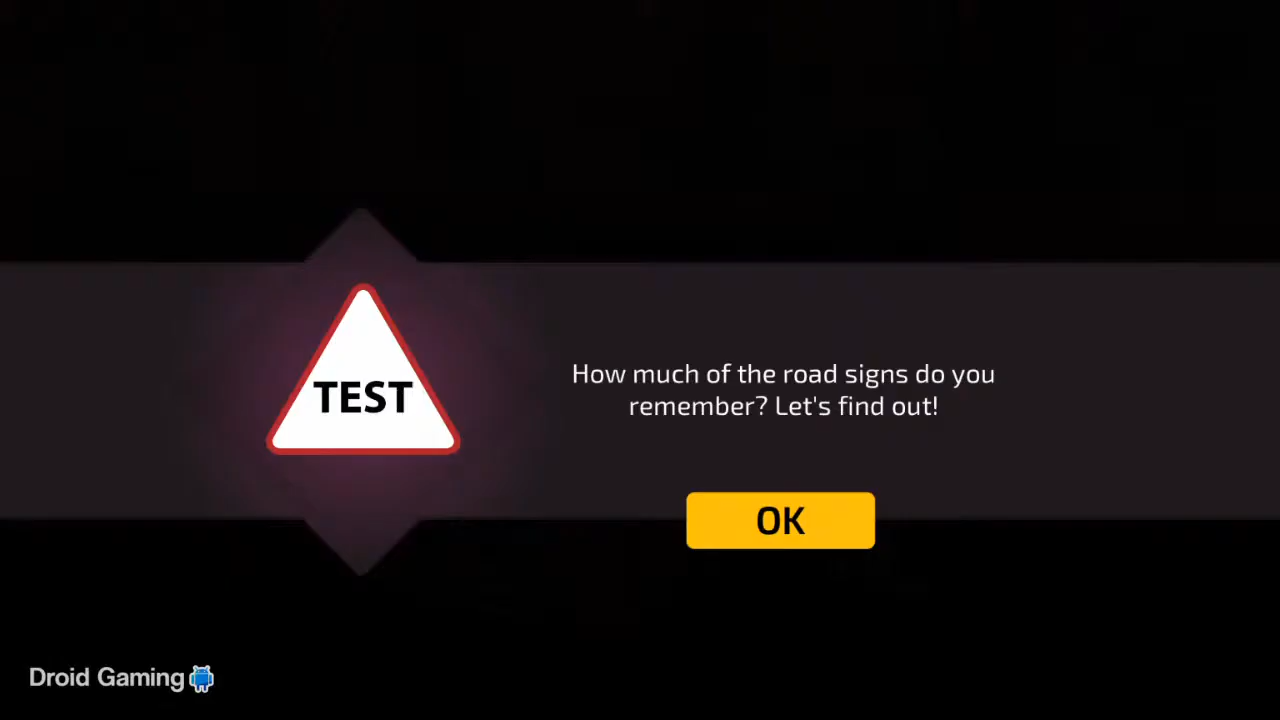 TEST
How much of the road signs do you
remember? Let's find out!
OK
Droid Gaming